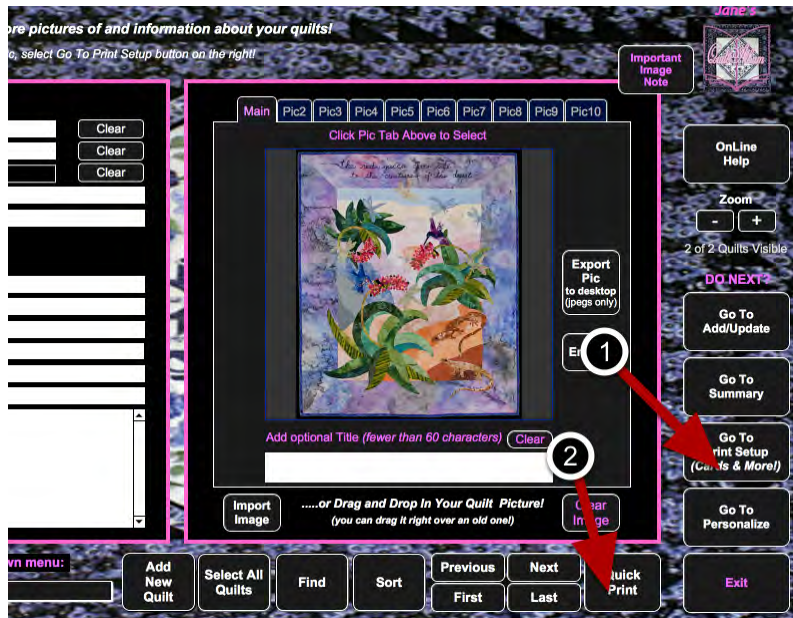 ore pictures of and information about your quilts!
ic, select Go To Print Setup button on the right!
Jane's
Important
Image
Note
Main Pic2 Pic3 Pic4 Pic5 Pic6 Pic7 Pic8 Pic9 Pic10
Click Pic Tab Above to Select
Clear
Clear
Clear
OnLine
Help
Zoom
- +
2 of 2 Quilts Visible
DO NEXT?
Export
Pic
to desktop
(jpegs only)
1
Go To
Add/Update
Go To
Summary
Go To
rint Setup
(Cards & More!)
Go To
Personalize
Exit
Add optional Title (fewer than 60 characters) Clear
2
Import
Image
.....or Drag and Drop In Your Quilt Picture!
(you can drag it right over an old one!)
Clear
Image
wn menu:
Add
New
Quilt
Select All
Quilts
Find
Sort
Previous
Next
First
Last
Quick
Print